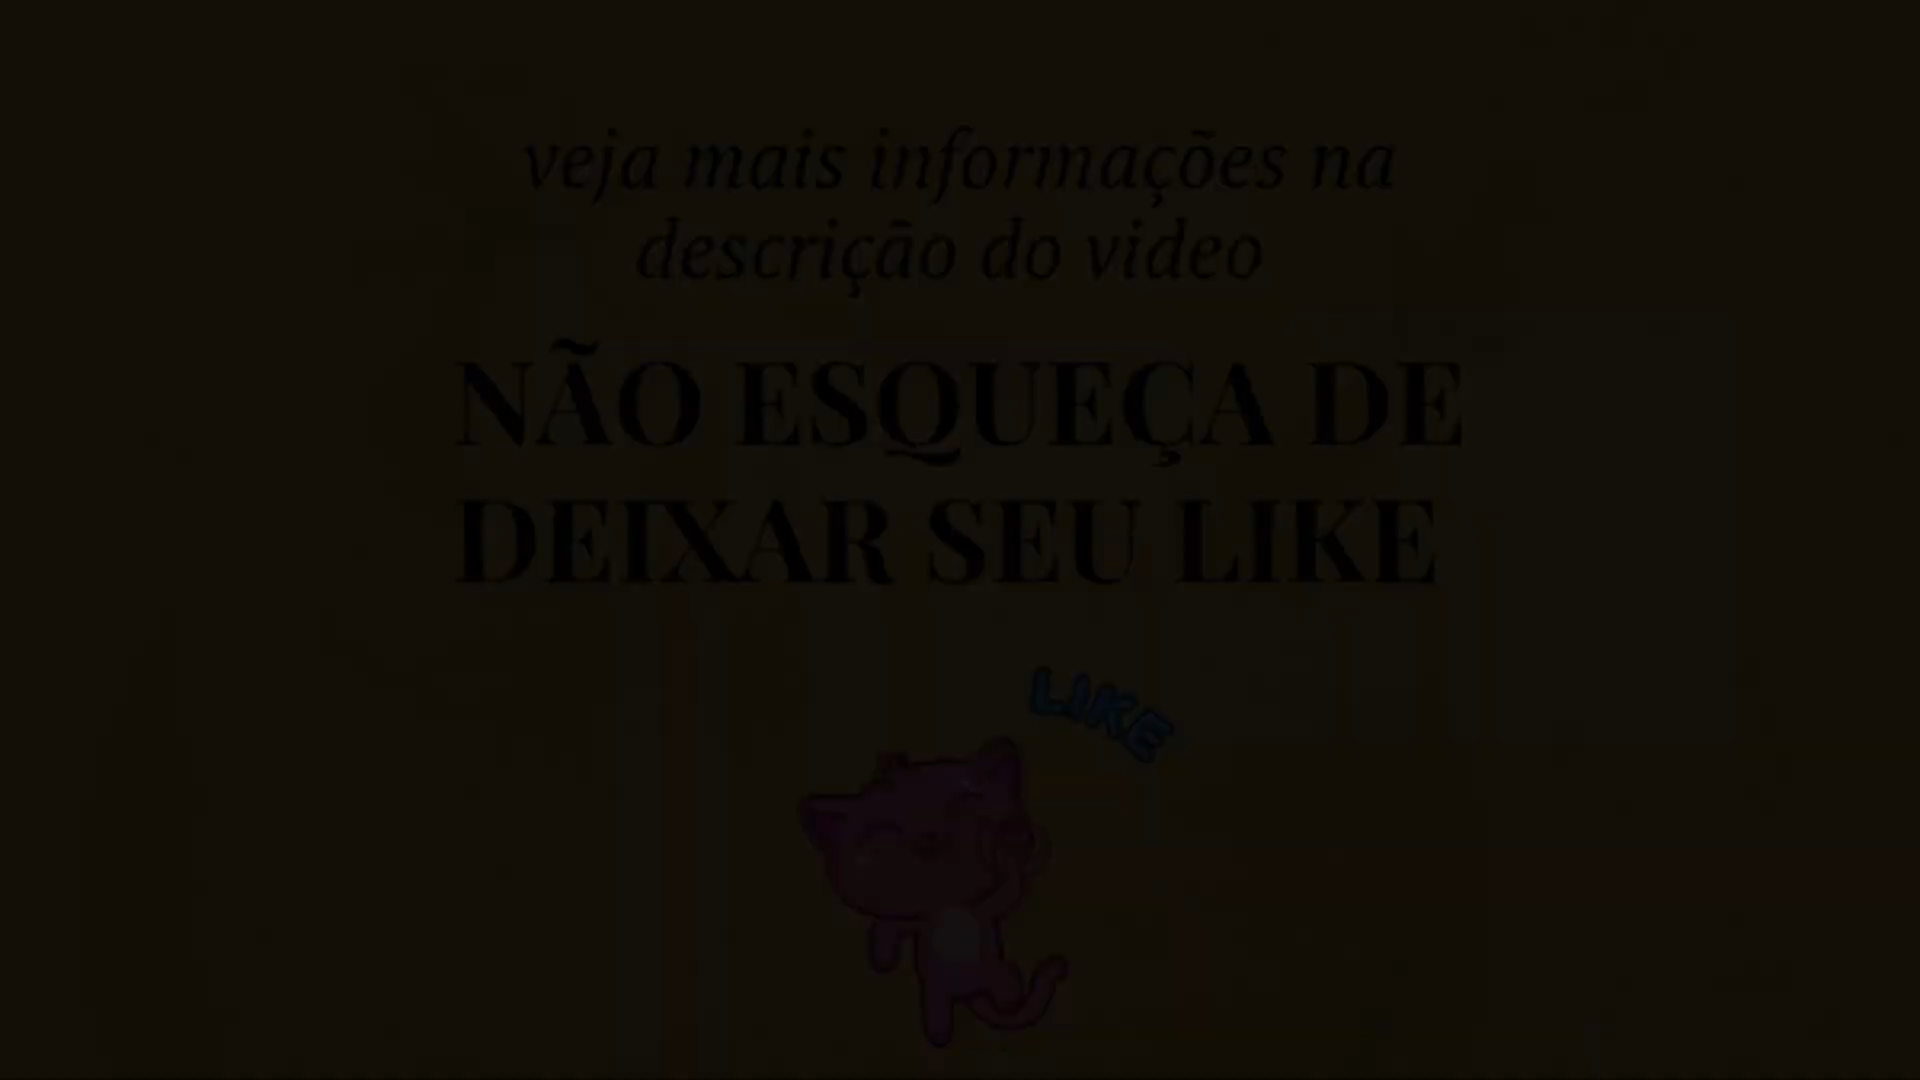 veja mais informações na
descrição do video
NÃO ESQUEÇA DE
DEIXAR SEU LIKE
LIKE